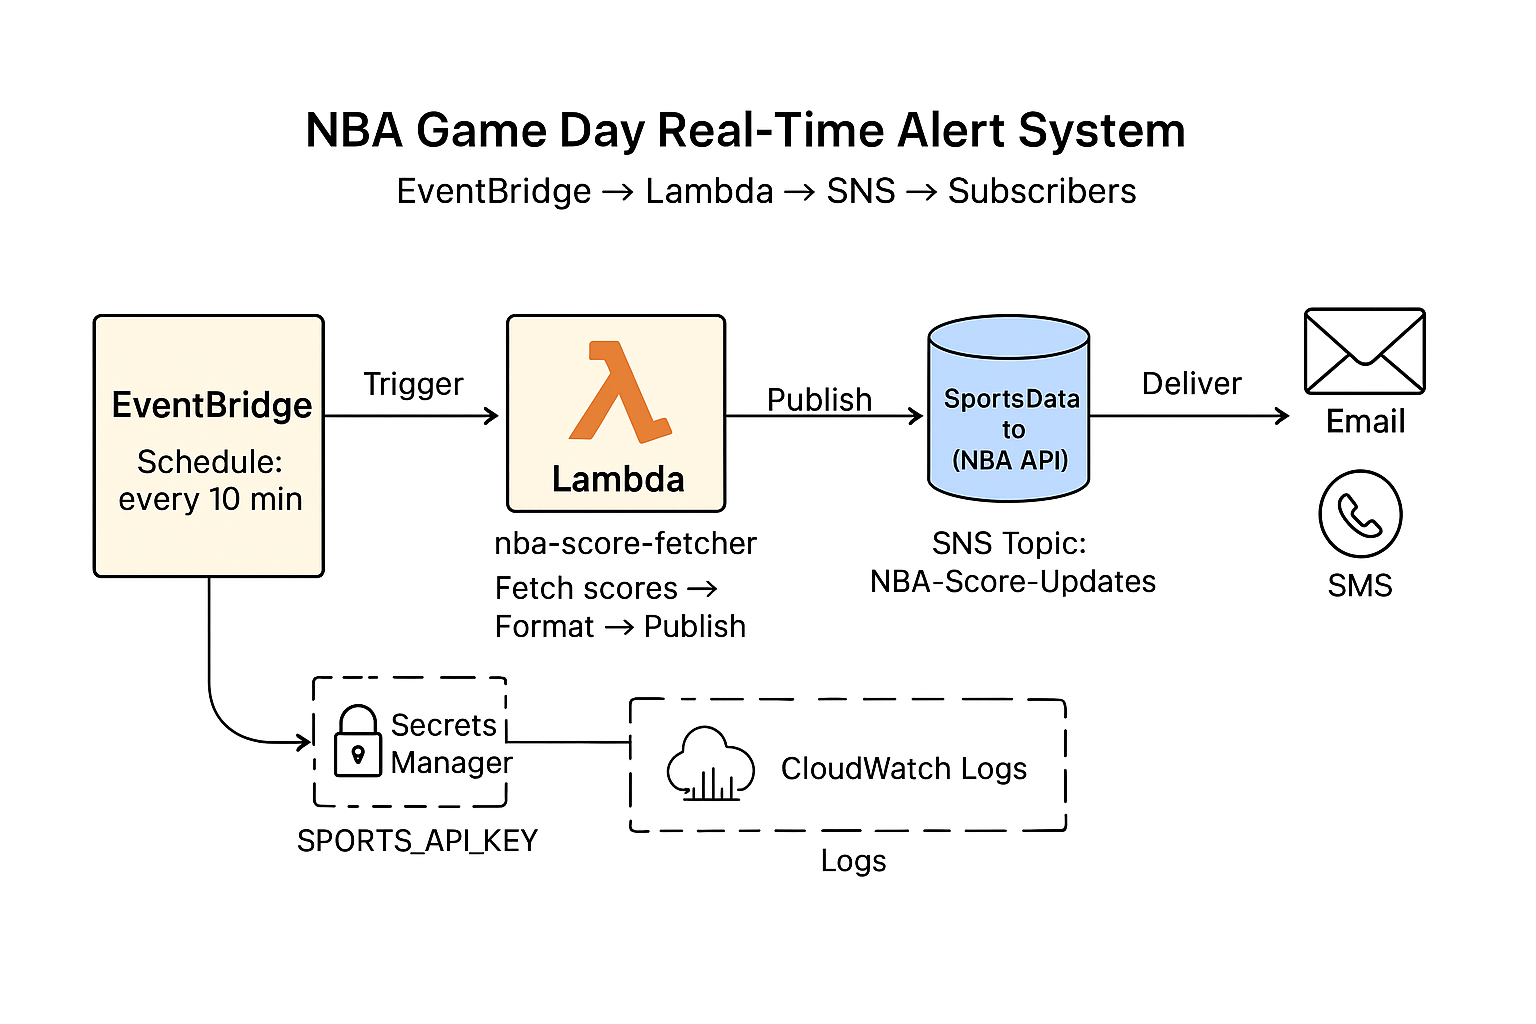 NBA Game Day Real-Time Alert System
EventBridge → Lambda → SNS → Subscribers
EventBridge
Schedule:
every 10 min
Trigger
Lambda
nba-score-fetcher
Fetch scores →
Format → Publish
Publish
SportsData
to
(NBA API)
SNS Topic:
NBA-Score-Updates
Deliver
Email
SMS
Secrets
Manager
SPORTS_API_KEY
CloudWatch Logs
Logs